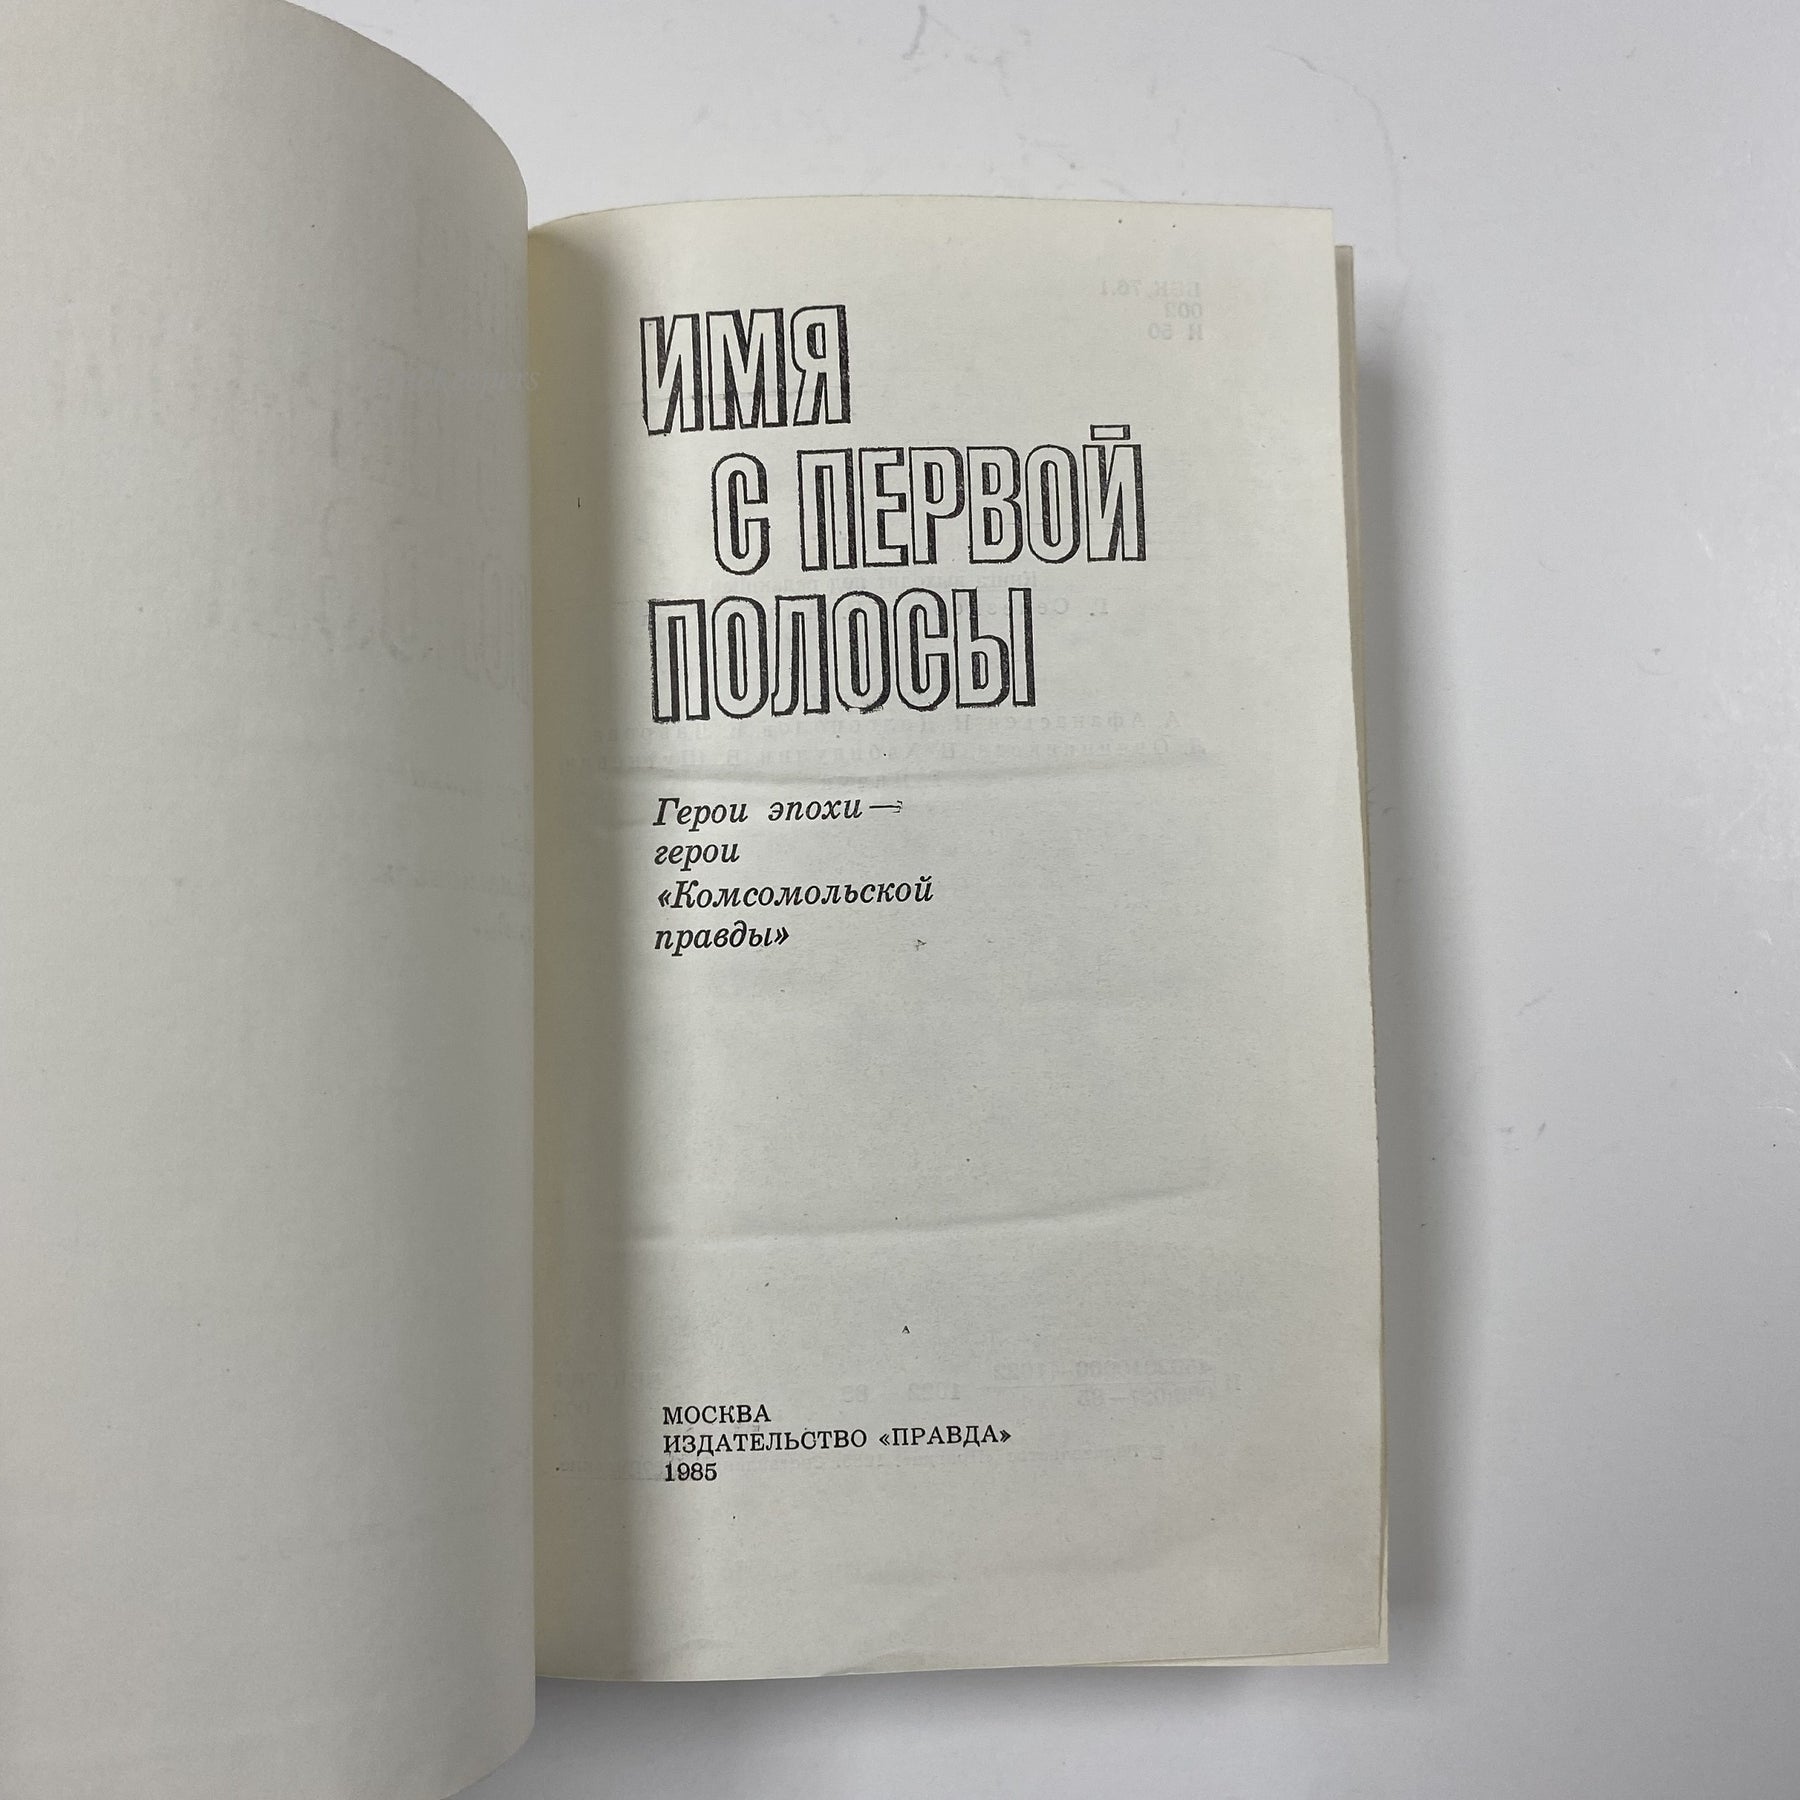 ИМЯ
С ПЕРВОЙ
ПОЛОСЫ
Герои эпохи —
герои
«Комсомольской
правды»
МОСКВА
ИЗДАТЕЛЬСТВО «ПРАВДА»
1985